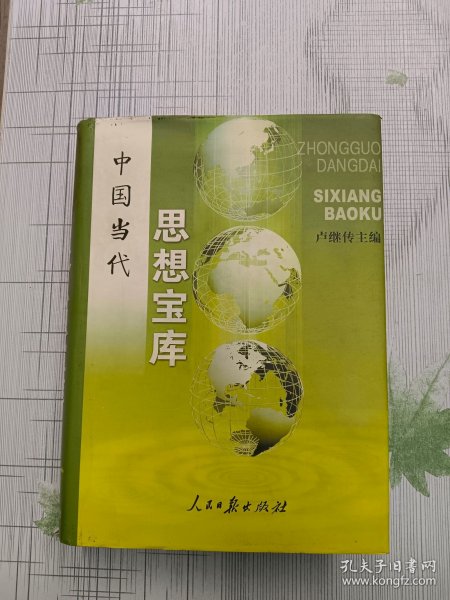 中国当代
思想宝库
ZHONGGUO
DANGDAI
SIXIANG
BAOKU
卢继传主编
人民日报出版社
孔夫子旧书网
www.kongfz.com